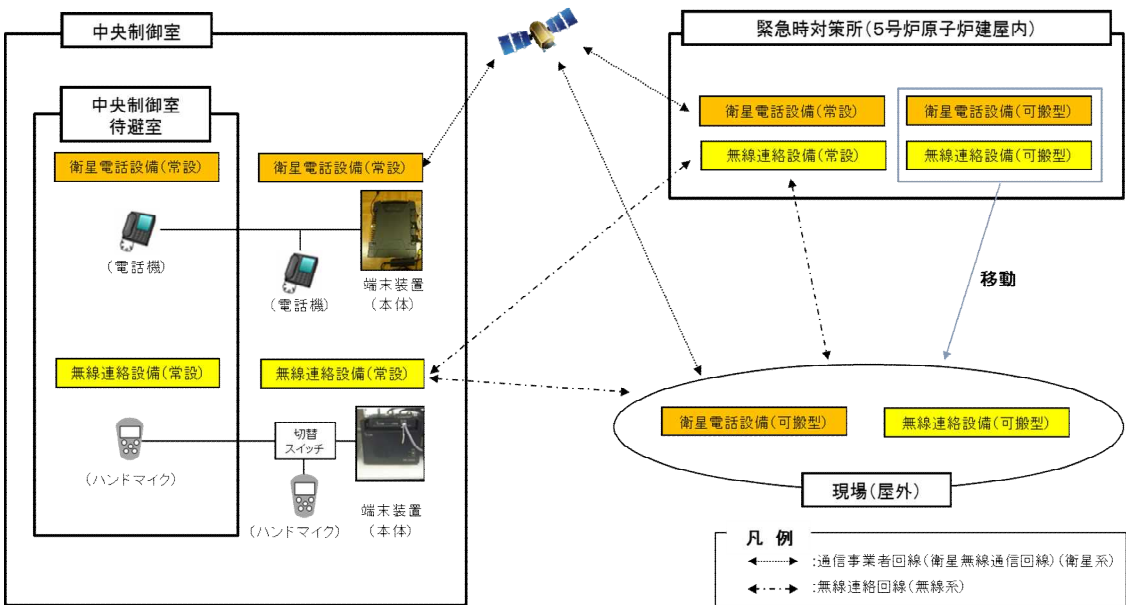 中央制御室
中央制御室
待避室
衛星電話設備(常設)
衛星電話設備(常設)
(電話機)
(電話機)
端末装置
(本体)
無線連絡設備(常設)
無線連絡設備(常設)
切替
スイッチ
(ハンドマイク)
(ハンドマイク)
端末装置
(本体)
緊急時対策所(5号炉原子炉建屋内)
衛星電話設備(常設)
衛星電話設備(可搬型)
無線連絡設備(常設)
無線連絡設備(可搬型)
移動
衛星電話設備(可搬型)
無線連絡設備(可搬型)
現場(屋外)
凡 例
:通信事業者回線(衛星無線通信回線)(衛星系)
:無線連絡回線(無線系)